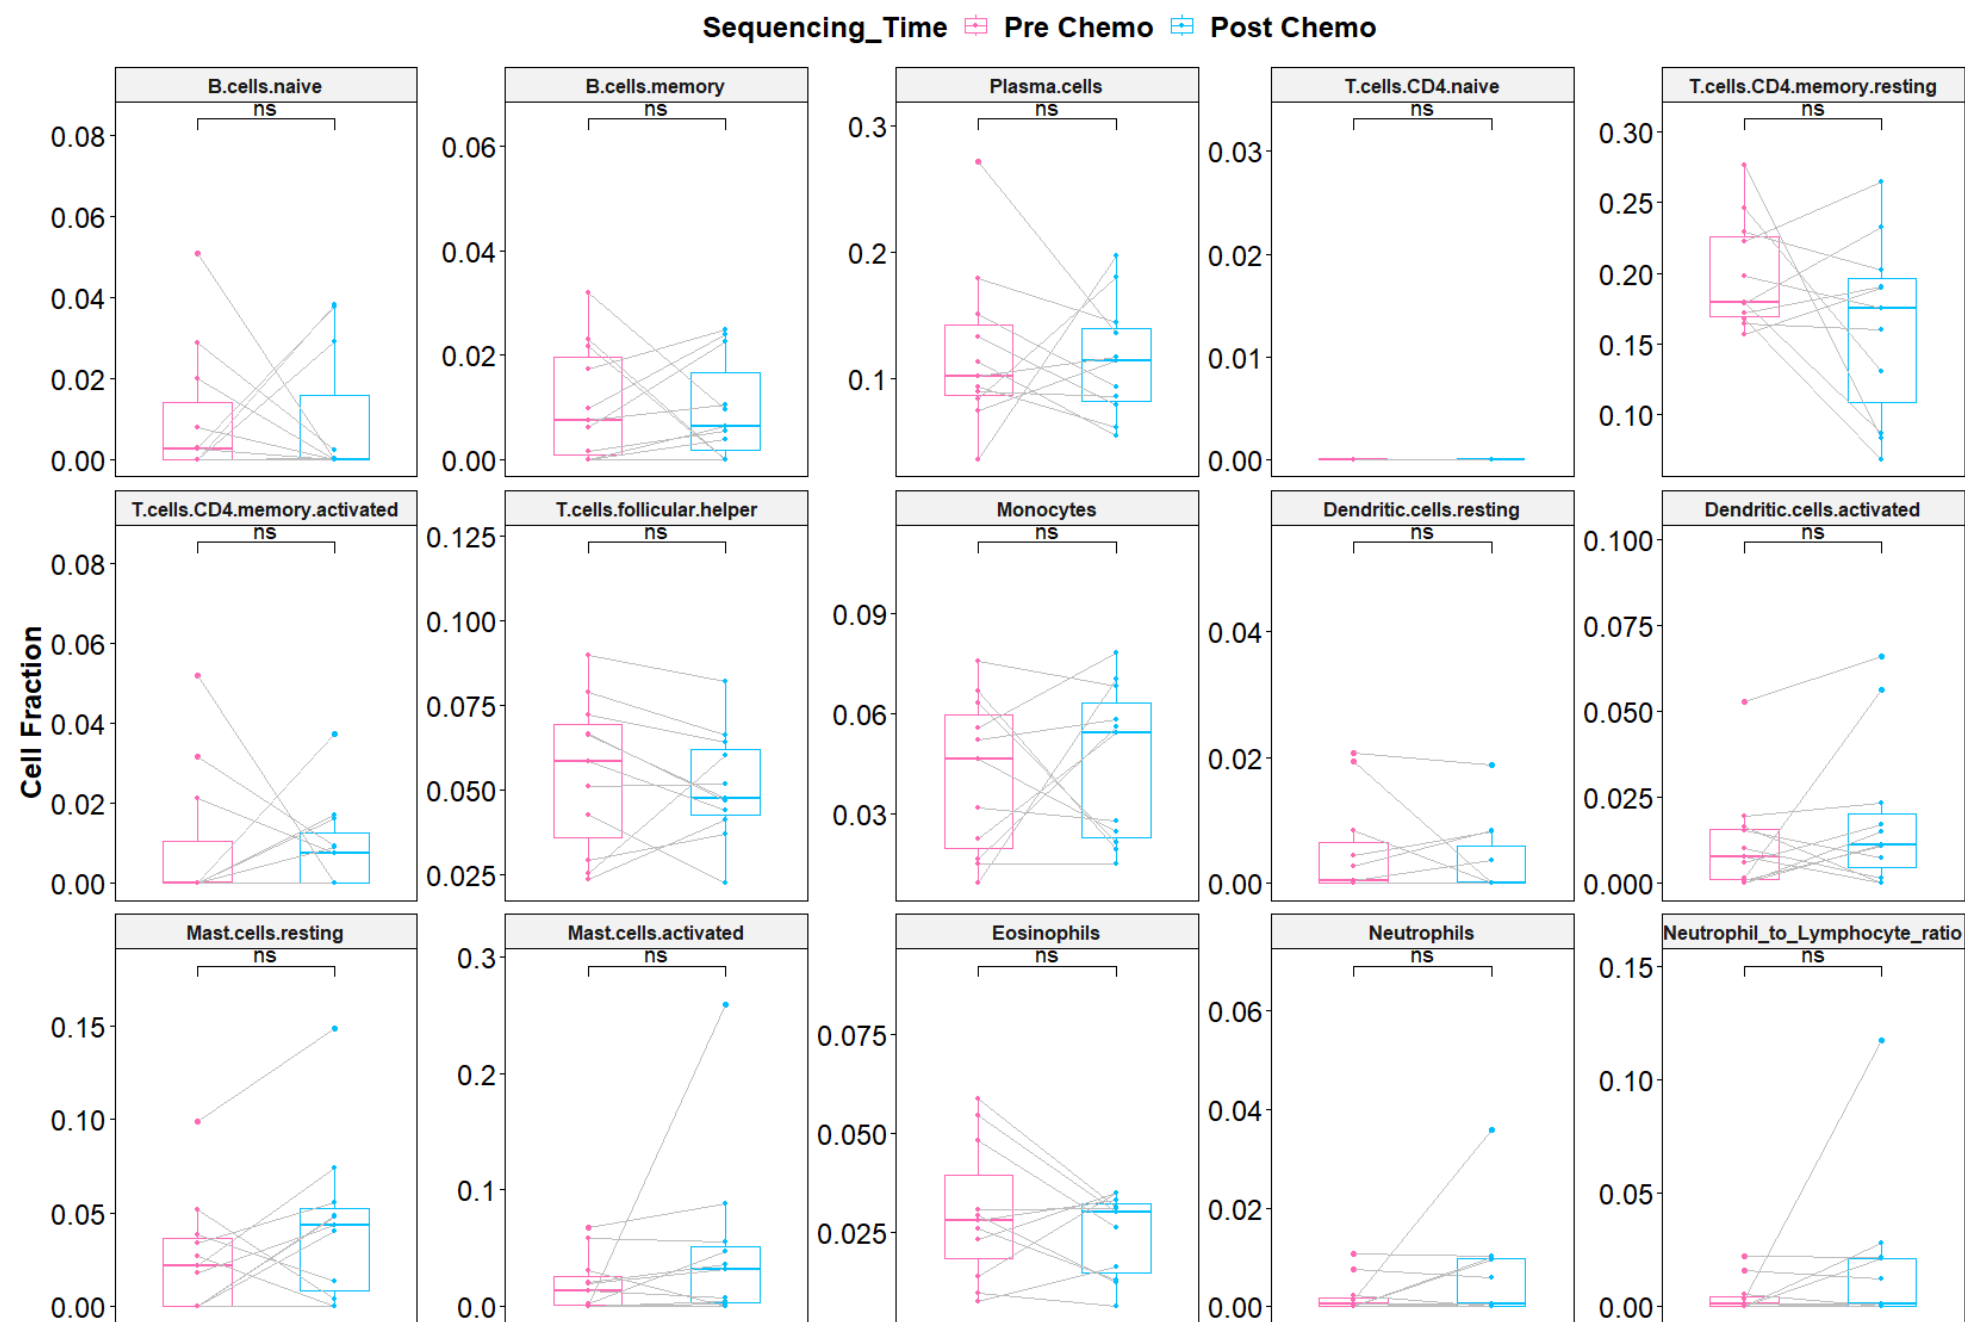 Sequencing_Time Pre Chemo Post Chemo
B.cells.naive B.cells.memory Plasma.cells T.cells.CD4.naive T.cells.CD4.memory.resting
ns ns ns ns ns
0.08 0.06 0.3 0.03 0.30
0.06 0.04 0.2 0.02 0.25
0.04 0.02 0.1 0.01 0.20
0.02 0.00 0.00 0.15
0.00 0.10
T.cells.CD4.memory.activated T.cells.follicular.helper Monocytes Dendritic.cells.resting Dendritic.cells.activated
ns ns ns ns ns
0.08 0.125 0.09 0.04 0.100
0.06 0.100 0.06 0.02 0.075
0.04 0.075 0.03 0.00 0.050
0.02 0.050 0.025
0.00 0.025 0.000
Cell Fraction
Mast.cells.resting Mast.cells.activated Eosinophils Neutrophils Neutrophil_to_Lymphocyte_ratio
ns ns ns ns ns
0.15 0.3 0.075 0.06 0.15
0.10 0.2 0.050 0.04 0.10
0.05 0.1 0.025 0.02 0.05
0.00 0.0 0.00 0.00